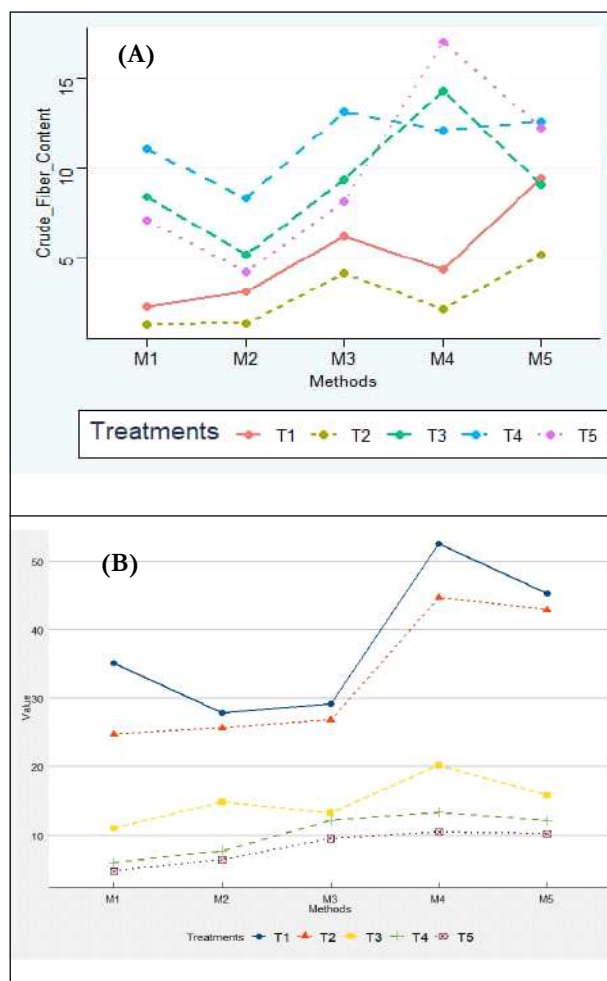 (A)
15
10
5
Crude_Fiber_Content
M1 M2 M3 M4 M5
Methods
Treatments T1 T2 T3 T4 T5
(B)
50
40
30
20
10
Value
M1 M2 M3 M4 M5
Methods
Treatments T1 T2 T3 T4 T5